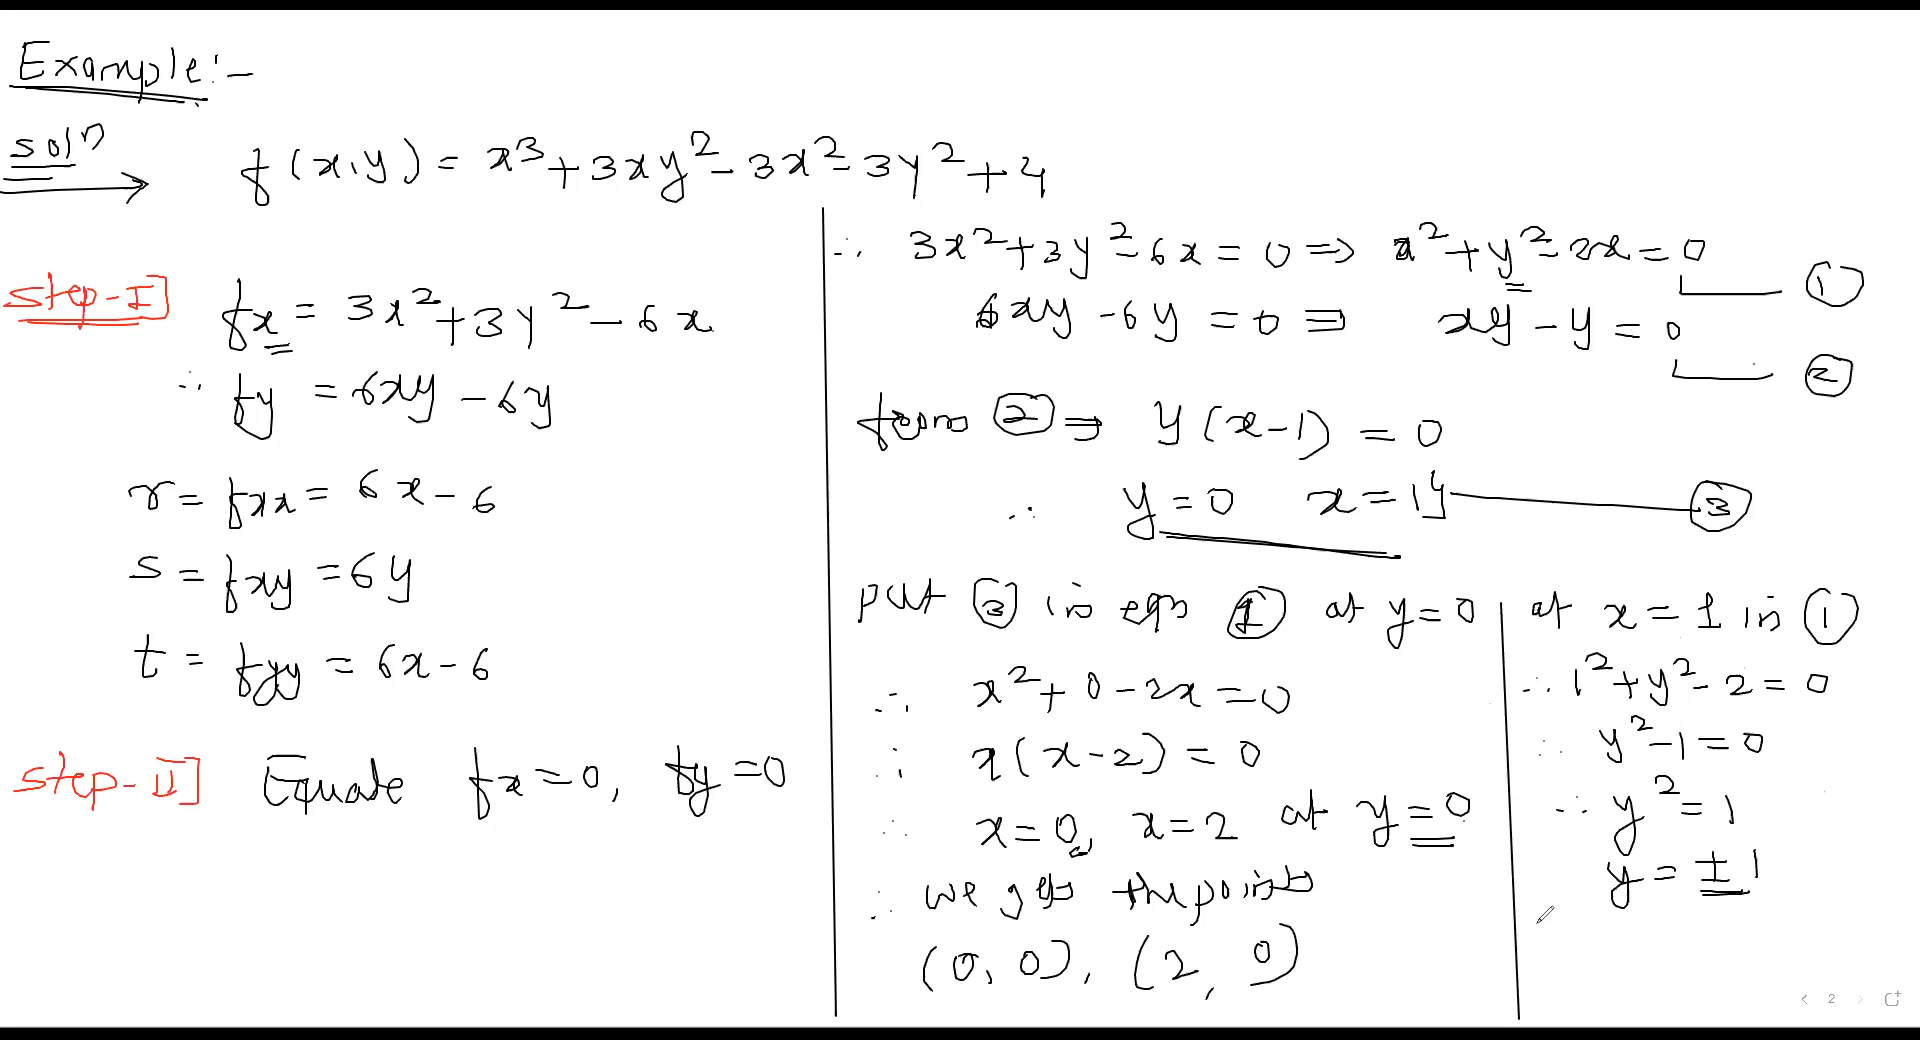 Example:-
soln
f(x,y) = x³ + 3xy² - 3x² - 3y² + 4
step-I]
fx = 3x² + 3y² - 6x
∴ fy = 6xy - 6y
r = fxx = 6x - 6
s = fxy = 6y
t = fyy = 6x - 6
step-II] Equate fx = 0, fy = 0
∴ 3x² + 3y² - 6x = 0 ⇒ x² + y² - 2x = 0 ①
6xy - 6y = 0 ⇒ xy - y = 0 ②
from ② ⇒ y(x-1) = 0
∴ y = 0 x = 1} ③
put ③ in eqn ① at y = 0
∴ x² + 0 - 2x = 0
∴ x(x-2) = 0
∴ x = 0, x = 2 at y = 0
∴ we get the points
(0, 0), (2, 0)
at x = 1 in ①
∴ 1² + y² - 2 = 0
∴ y² - 1 = 0
∴ y² = 1
y = ± 1
2